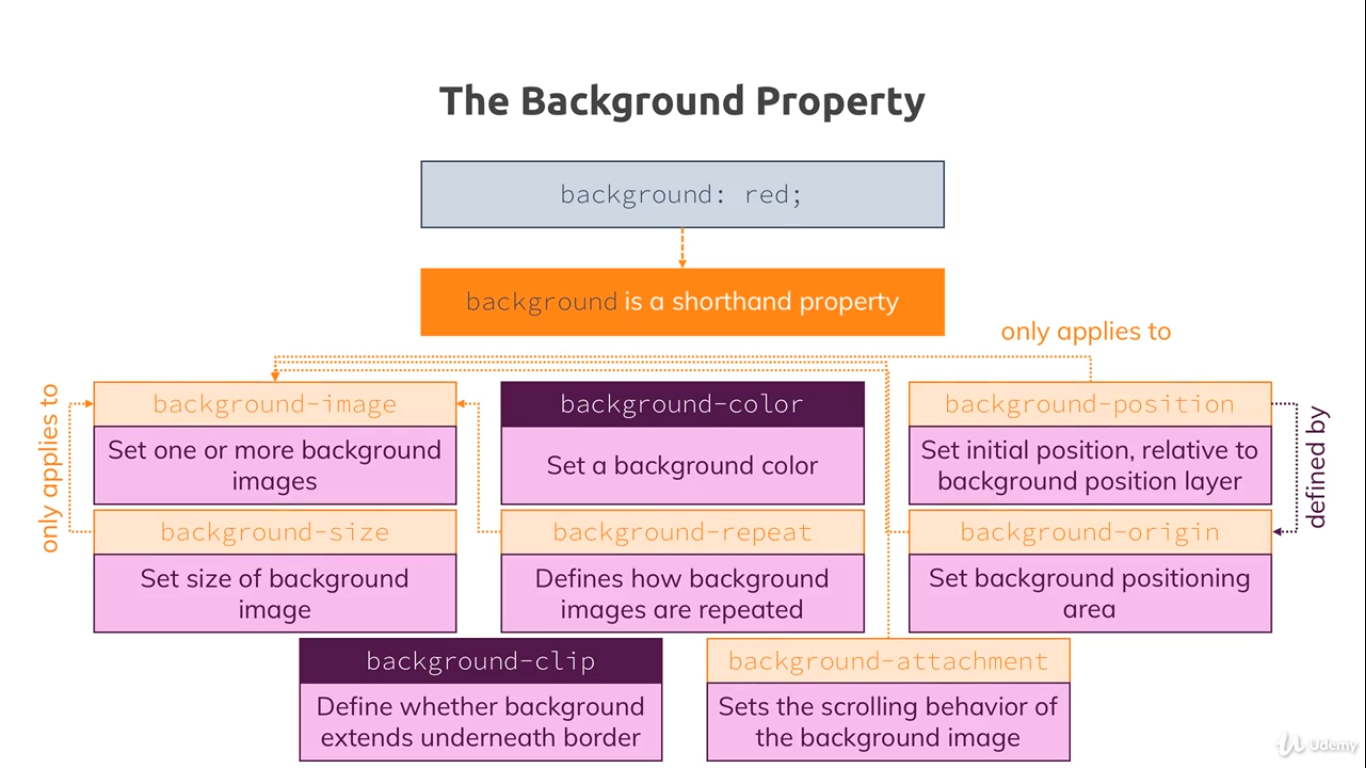 The Background Property
background: red;
background is a shorthand property
only applies to
only applies to
background-image
Set one or more background
images
background-color
Set a background color
background-position
Set initial position, relative to
background position layer
defined by
background-size
Set size of background
image
background-repeat
Defines how background
images are repeated
background-origin
Set background positioning
area
background-clip
Define whether background
extends underneath border
background-attachment
Sets the scrolling behavior of
the background image
Udemy